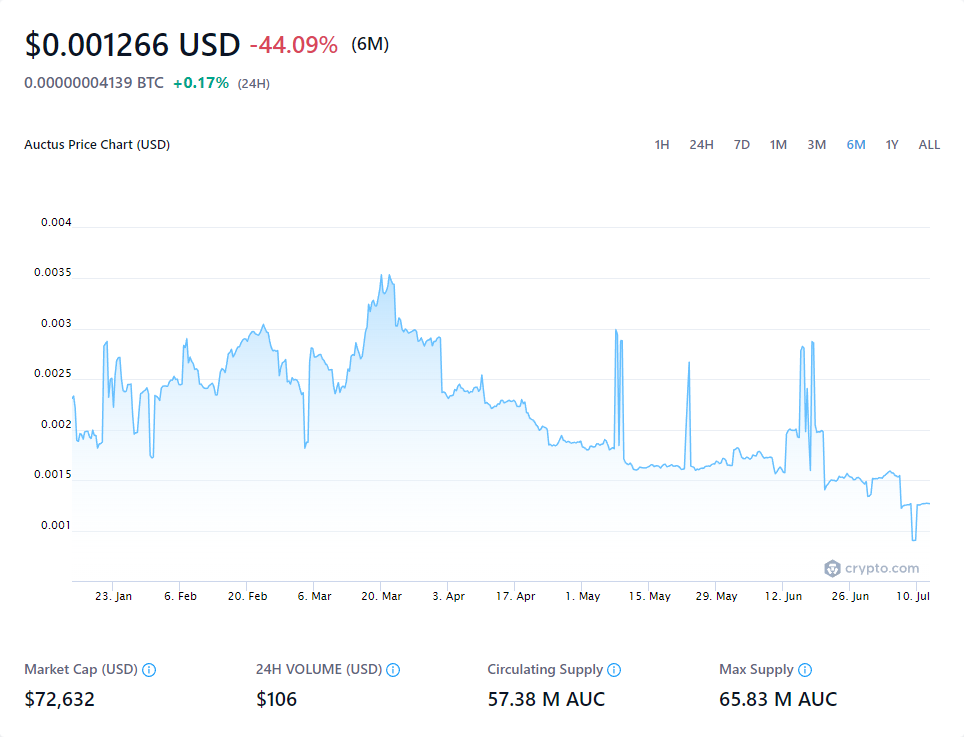 $0.001266 USD -44.09% (6M)
0.00000004139 BTC +0.17% (24H)
Auctus Price Chart (USD) 1H 24H 7D 1M 3M 6M 1Y ALL
0.004
0.0035
0.003
0.0025
0.002
0.0015
0.001
crypto.com
23. Jan 6. Feb 20. Feb 6. Mar 20. Mar 3. Apr 17. Apr 1. May 15. May 29. May 12. Jun 26. Jun 10. Jul
Market Cap (USD) 24H VOLUME (USD) Circulating Supply Max Supply
$72,632 $106 57.38 M AUC 65.83 M AUC